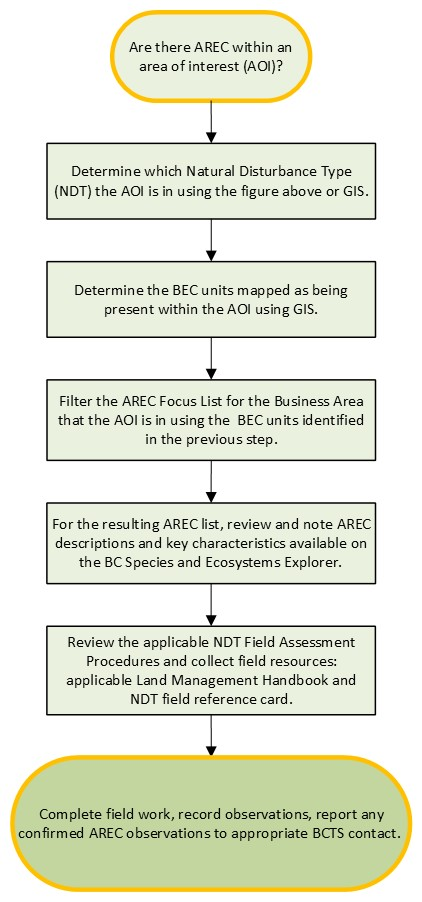 Are there AREC within an
area of interest (AOI)?
Determine which Natural Disturbance Type
(NDT) the AOI is in using the figure above or GIS.
Determine the BEC units mapped as being
present within the AOI using GIS.
Filter the AREC Focus List for the Business Area
that the AOI is in using the  BEC units identified
in the previous step.
For the resulting AREC list, review and note AREC
descriptions and key characteristics available on
the BC Species and Ecosystems Explorer.
Review the applicable NDT Field Assessment
Procedures and collect field resources:
applicable Land Management Handbook and
NDT field reference card.
Complete field work, record observations, report any
confirmed AREC observations to appropriate BCTS contact.